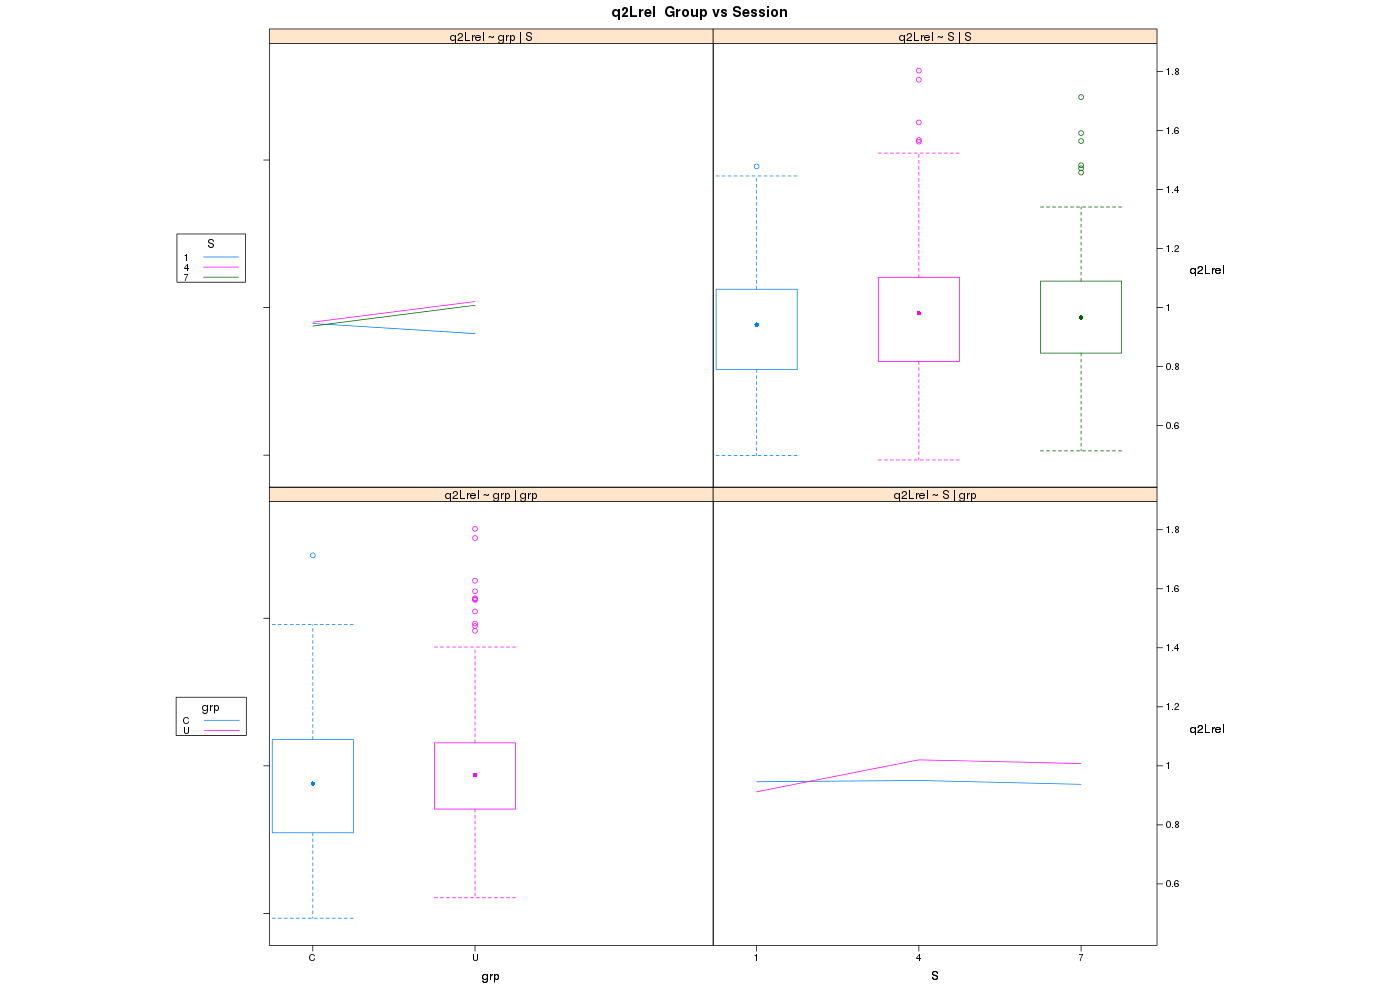 q2Lrel  Group vs Session
q2Lrel ~ grp | S
q2Lrel ~ S | S
1.8
1.6
1.4
1.2
1
0.8
0.6
q2Lrel
S
1
4
7
q2Lrel ~ grp | grp
q2Lrel ~ S | grp
1.8
1.6
1.4
1.2
1
0.8
0.6
q2Lrel
grp
C
U
C U
grp
1 4 7
S